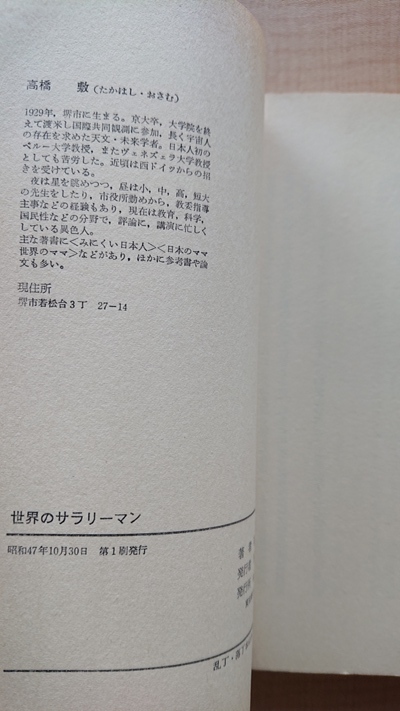 高橋　　敷（たかはし・おさむ）
1929年，堺市に生まる。京大卒，大学院を終
えて渡米し国際共同観測に参加，長く宇宙人
の存在を求めた天文・未来学者。日本人初の
ペルー大学教授，またヴェネズェラ大学教授
としても苦労した。近頃は西ドイツからの招
きを受けている。
　夜は星を眺めつつ，昼は小，中，高，短大
の先生をしたり，市役所勤めから，教委指導
主事などの経験もあり，現在は教育，科学，
国民性などの分野で，評論に，講演に忙しく
している異色人。
主な著書に＜みにくい日本人＞＜日本のママ
世界のママ＞などがあり，ほかに参考書や論
文も多い。
現住所
堺市若松台３丁　27－14
世界のサラリーマン
昭和47年10月30日　第１刷発行
著者
発行者
発行所
乱丁・落丁